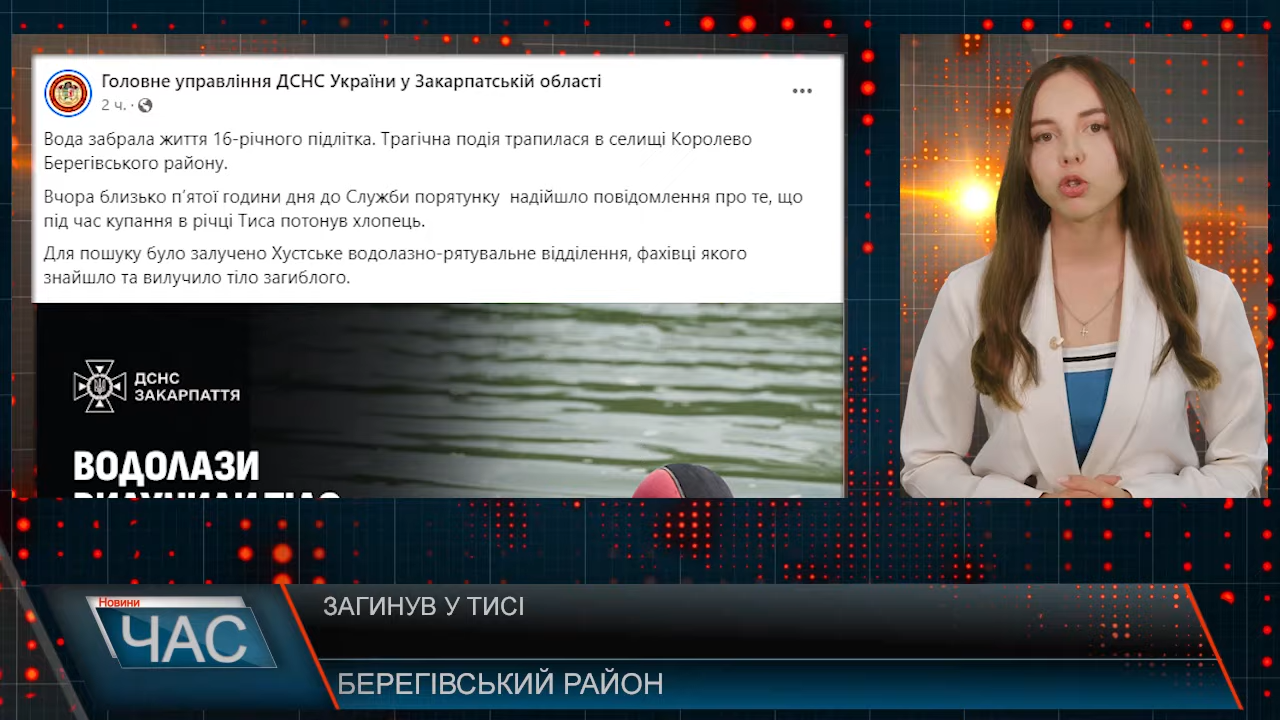 Головне управління ДСНС України у Закарпатській області
2 ч. ·
Вода забрала життя 16-річного підлітка. Трагічна подія трапилася в селищі Королево
Берегівського району.
Вчора близько п’ятої години дня до Служби порятунку надійшло повідомлення про те, що
під час купання в річці Тиса потонув хлопець.
Для пошуку було залучено Хустське водолазно-рятувальне відділення, фахівці якого
знайшло та вилучило тіло загиблого.
ДСНС
ЗАКАРПАТТЯ
ВОДОЛАЗИ
Новини
ЧАС
ЗАГИНУВ У ТИСІ
БЕРЕГІВСЬКИЙ РАЙОН